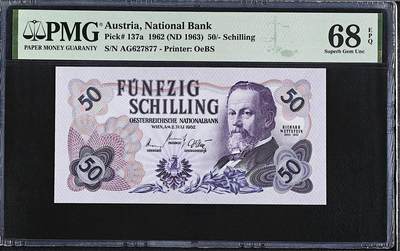 PMG
PAPER MONEY GUARANTY
Austria, National Bank
Pick# 137a 1962 (ND 1963) 50/- Schilling
S/N AG627877 - Printer: OeBS
68
EPQ
Superb Gem Unc
50
FÜNFZIG
SCHILLING
OESTERREICHISCHE NATIONALBANK
WIEN, AM 2. JULI 1962
50
RICHARD
WETTSTEIN
50
50